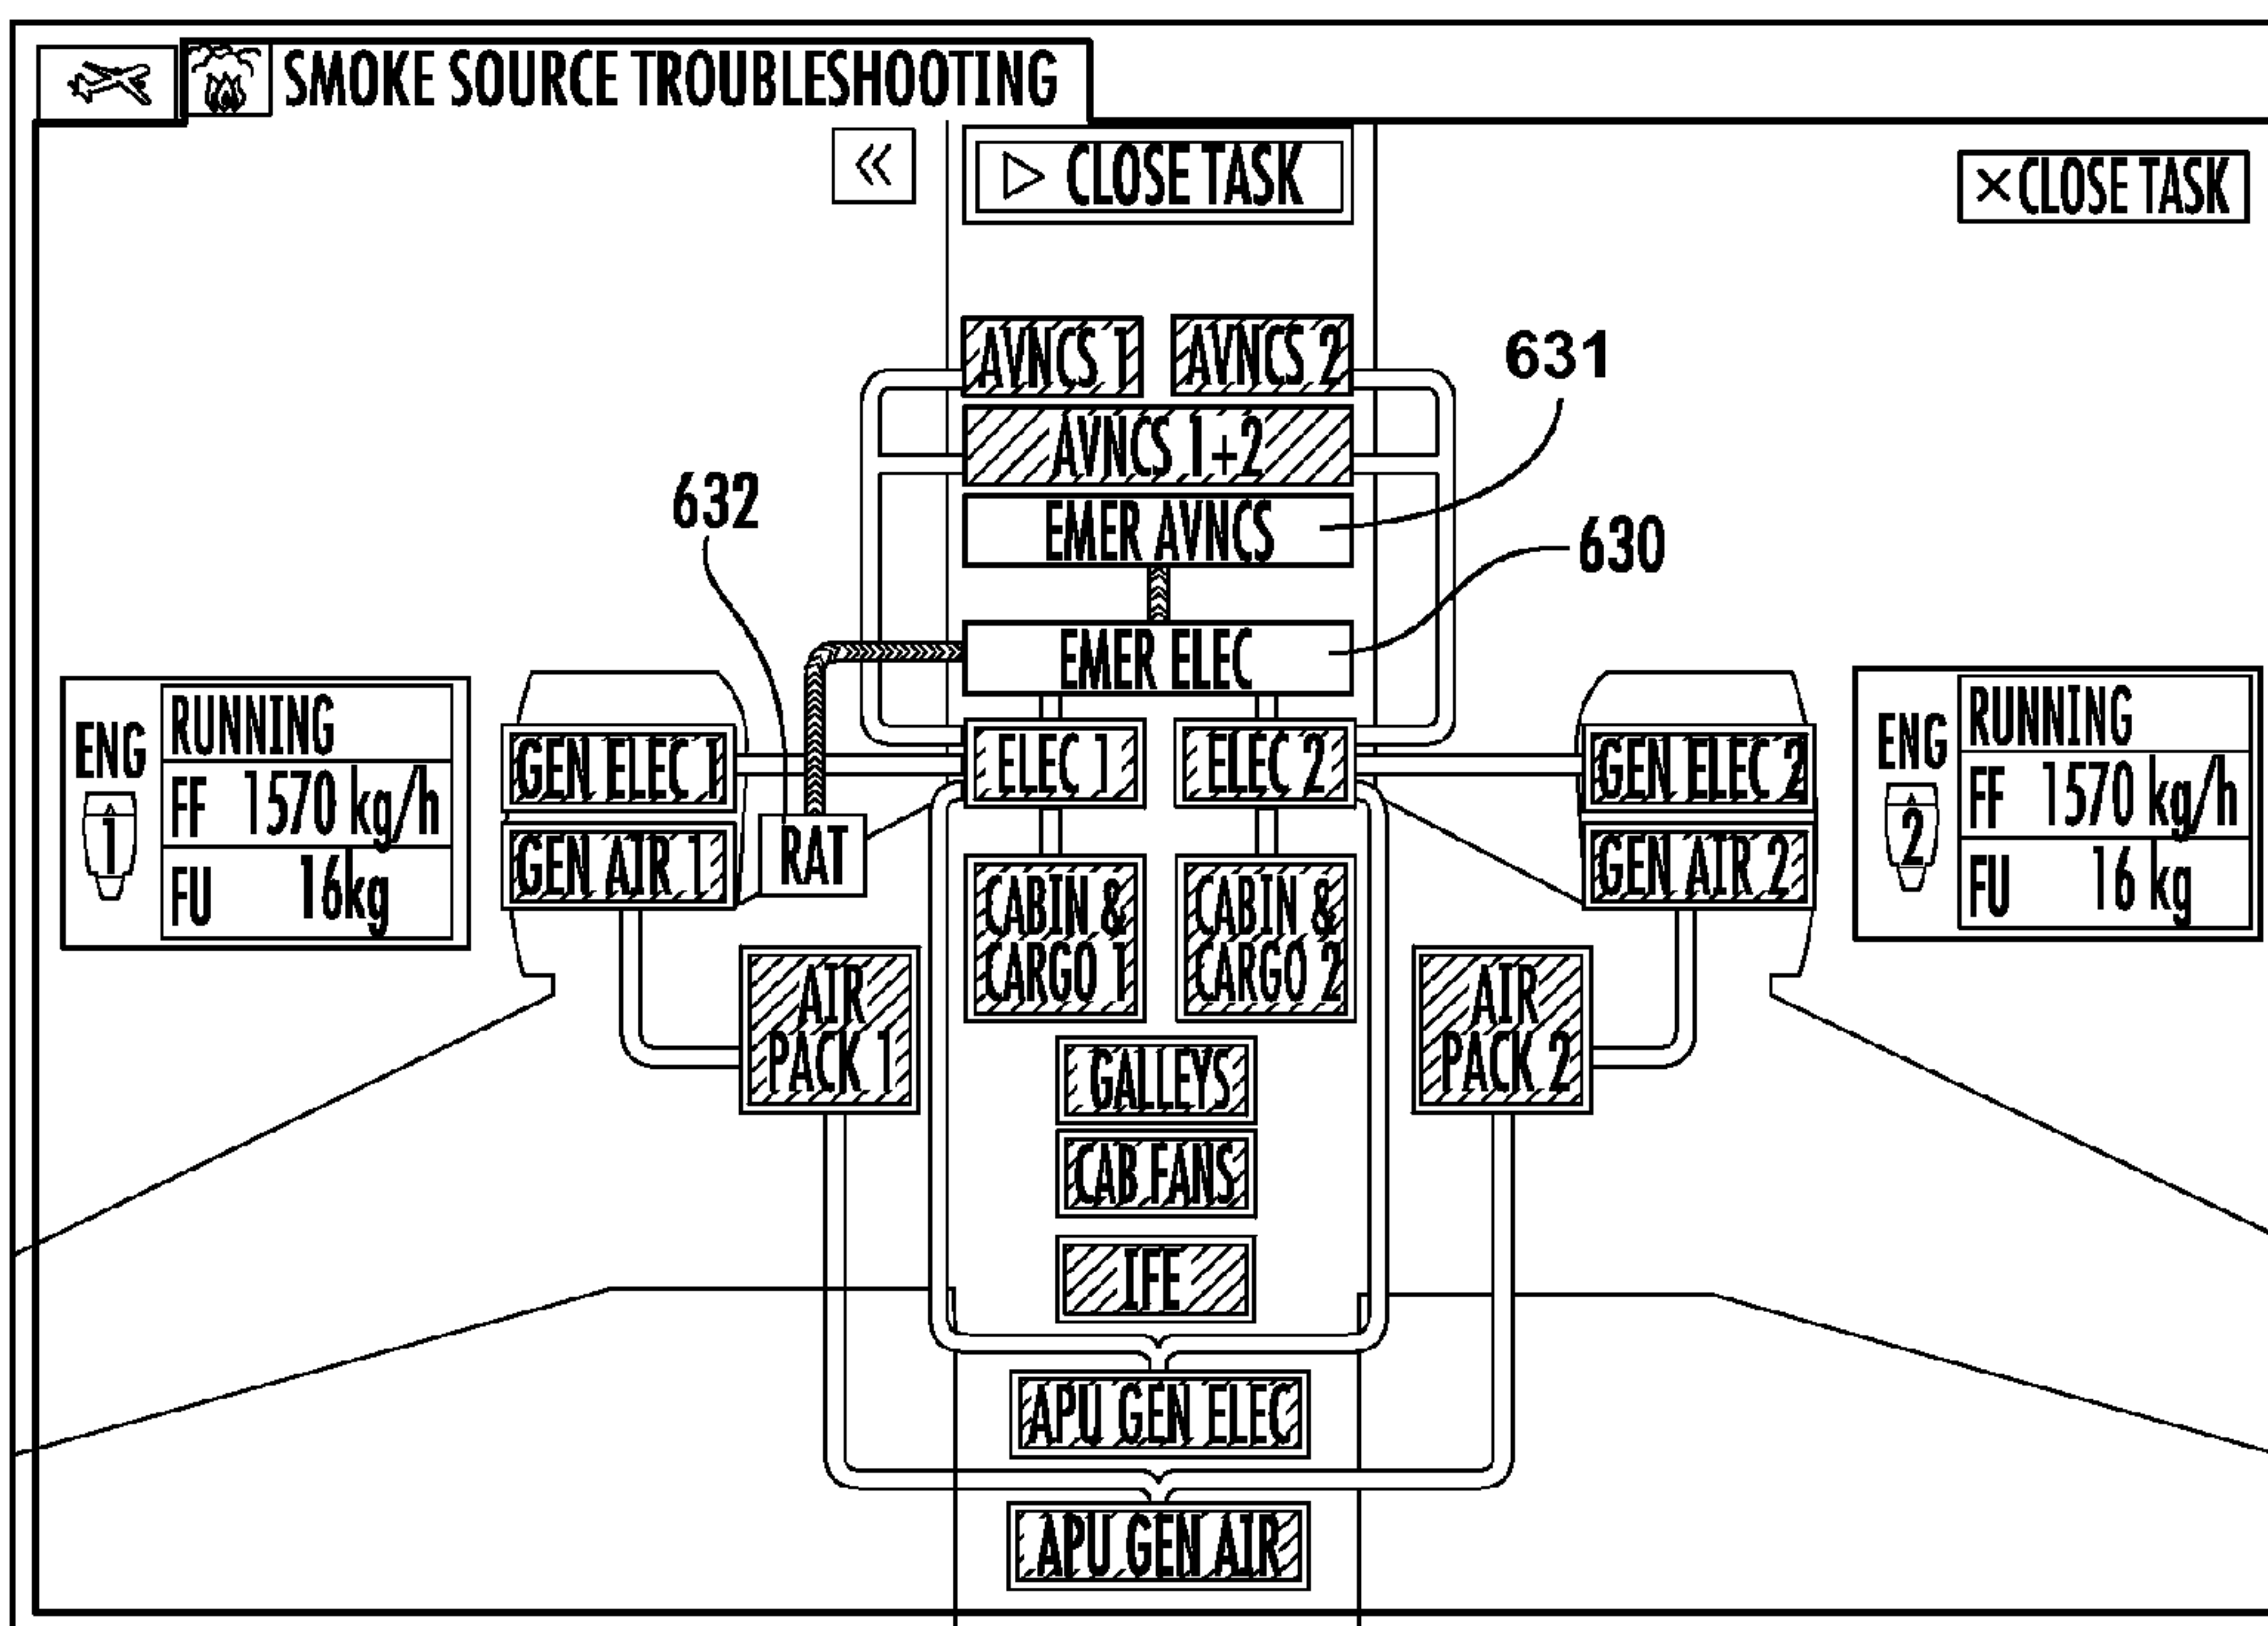 SMOKE SOURCE TROUBLESHOOTING
«
▷ CLOSE TASK
×CLOSE TASK
AVNCS 1
AVNCS 2
631
AVNCS 1+2
632
EMER AVNCS
630
EMER ELEC
ENG
1
RUNNING
FF 1570 kg/h
FU 16kg
GEN ELEC 1
GEN AIR 1
RAT
ELEC 1
ELEC 2
GEN ELEC 2
GEN AIR 2
ENG
2
RUNNING
FF 1570 kg/h
FU 16 kg
CABIN &
CARGO 1
CABIN &
CARGO 2
AIR
PACK 1
AIR
PACK 2
GALLEYS
CAB FANS
IFE
APU GEN ELEC
APU GEN AIR